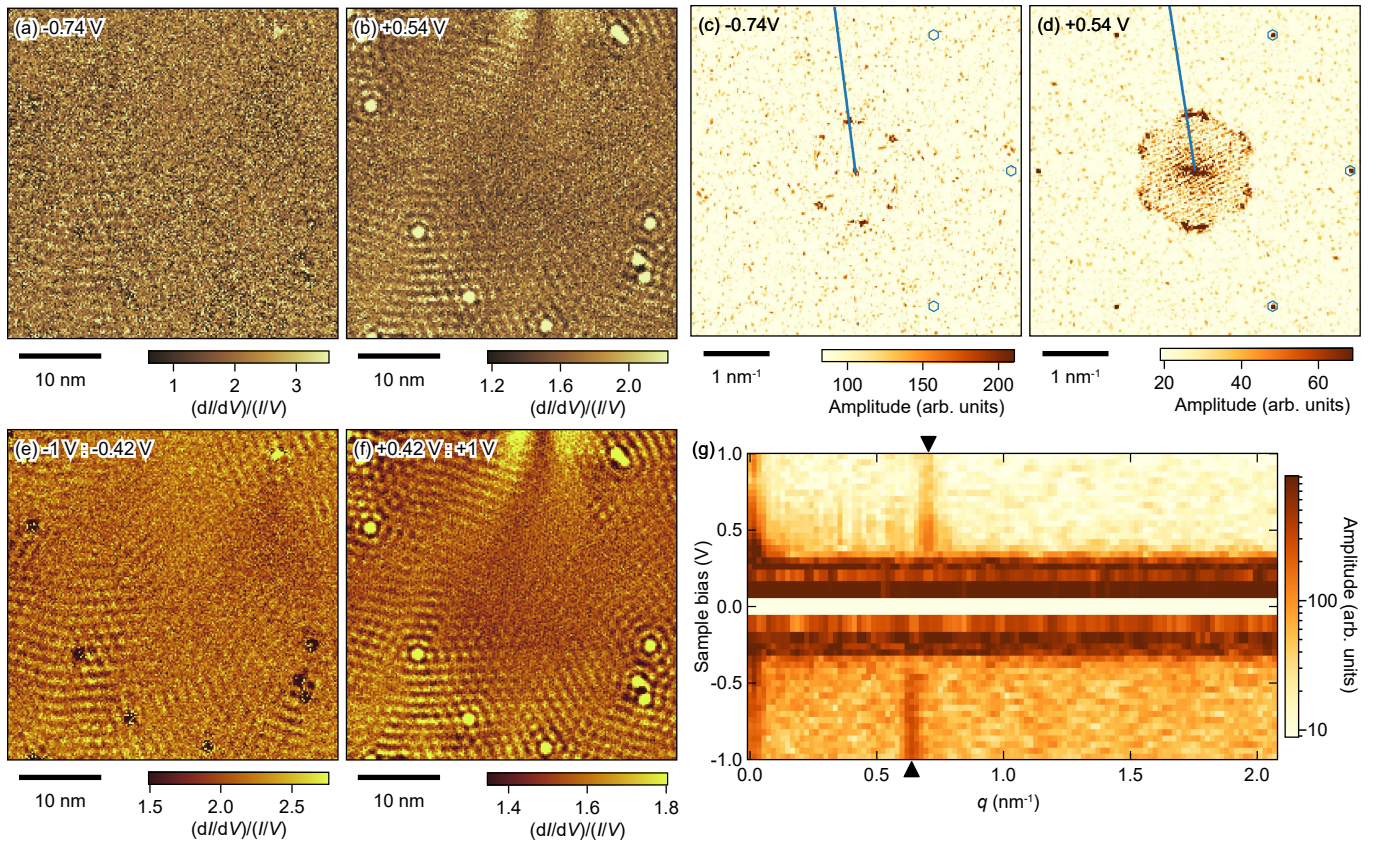 (a) -0.74 V
(b) +0.54 V
(c) -0.74V
(d) +0.54 V
10 nm
1 2 3
(dI/dV)/(I/V)
10 nm
1.2 1.6 2.0
(dI/dV)/(I/V)
1 nm-1
100 150 200
Amplitude (arb. units)
1 nm-1
20 40 60
Amplitude (arb. units)
(e) -1 V : -0.42 V
(f) +0.42 V : +1 V
(g)
10 nm
1.5 2.0 2.5
(dI/dV)/(I/V)
10 nm
1.4 1.6 1.8
(dI/dV)/(I/V)
1.0
0.5
0.0
-0.5
-1.0
Sample bias (V)
0.0 0.5 1.0 1.5 2.0
q (nm-1)
100
10
Amplitude (arb. units)